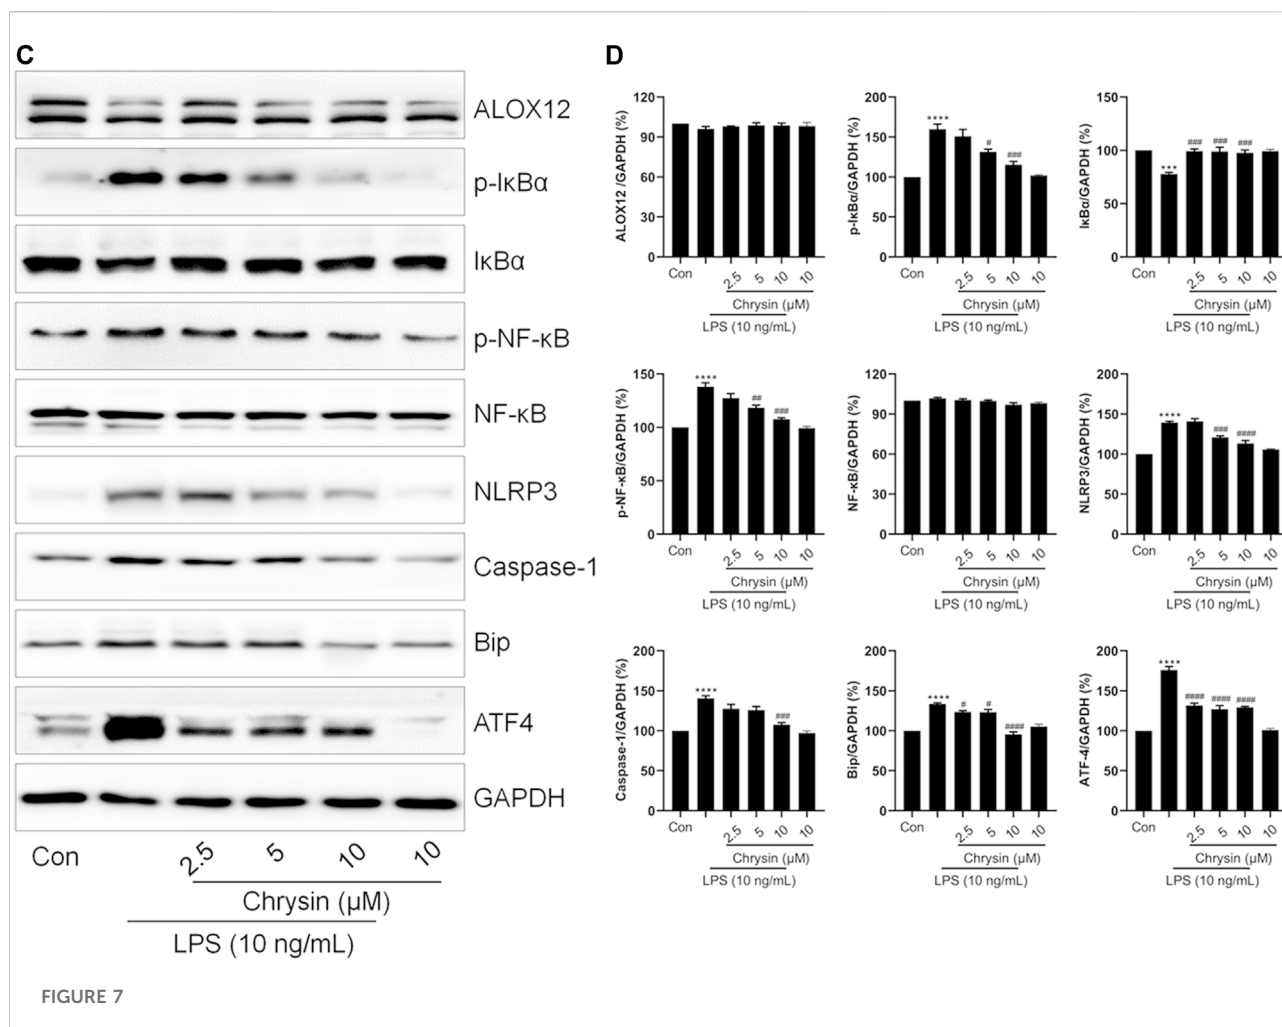 C
ALOX12
p-IκBα
IκBα
p-NF-κB
NF-κB
NLRP3
Caspase-1
Bip
ATF4
GAPDH
Con 2.5 5 10 10
Chrysin (μM)
LPS (10 ng/mL)
D
ALOX12 /GAPDH (%)
120
90
60
30
0
Con 2.5 5 10 10
Chrysin (μM)
LPS (10 ng/mL)
p-IκBα/GAPDH (%)
200
150
100
50
0
**** # ###
Con 2.5 5 10 10
Chrysin (μM)
LPS (10 ng/mL)
IκBα/GAPDH (%)
150
100
50
0
*** ### ### ###
Con 2.5 5 10 10
Chrysin (μM)
LPS (10 ng/mL)
p-NF-κB/GAPDH (%)
150
100
50
0
**** ## ###
Con 2.5 5 10 10
Chrysin (μM)
LPS (10 ng/mL)
NF-κB/GAPDH (%)
120
90
60
30
0
Con 2.5 5 10 10
Chrysin (μM)
LPS (10 ng/mL)
NLRP3/GAPDH (%)
200
150
100
50
0
**** ### ####
Con 2.5 5 10 10
Chrysin (μM)
LPS (10 ng/mL)
Caspase-1/GAPDH (%)
200
150
100
50
0
**** ###
Con 2.5 5 10 10
Chrysin (μM)
LPS (10 ng/mL)
Bip/GAPDH (%)
200
150
100
50
0
**** # # ####
Con 2.5 5 10 10
Chrysin (μM)
LPS (10 ng/mL)
ATF-4/GAPDH (%)
200
150
100
50
0
**** #### #### ####
Con 2.5 5 10 10
Chrysin (μM)
LPS (10 ng/mL)
FIGURE 7